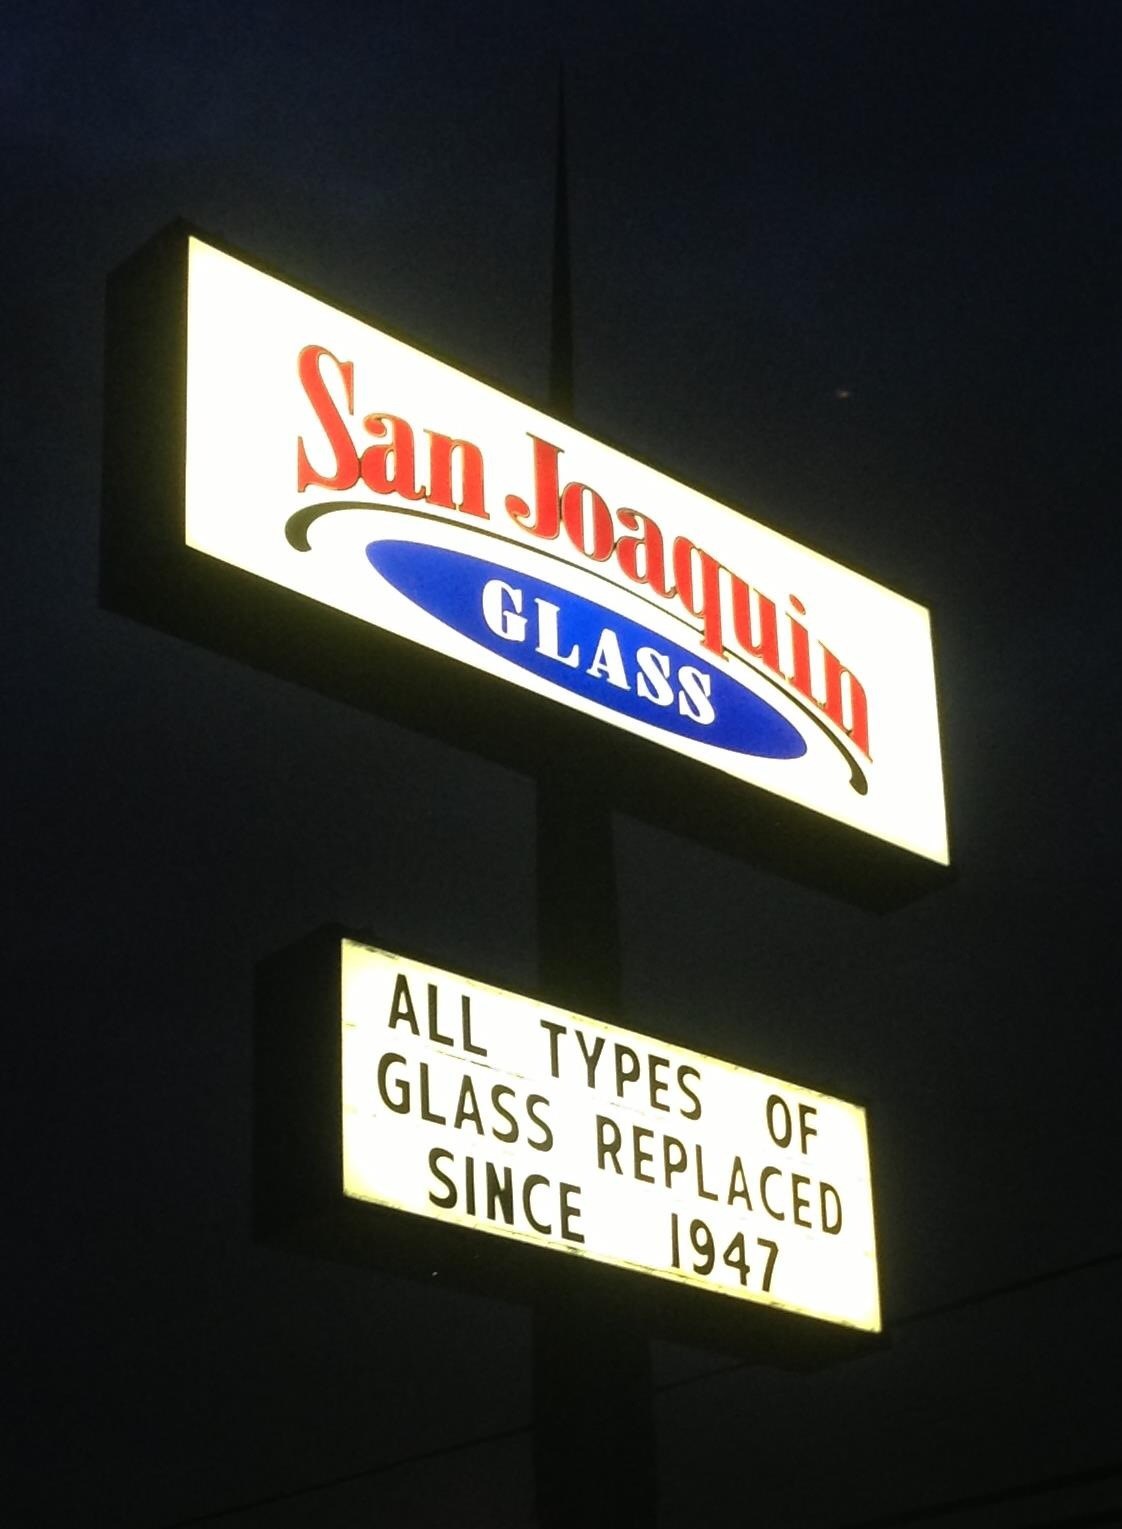 San Joaquin
GLASS
ALL TYPES OF
GLASS REPLACED
SINCE 1947